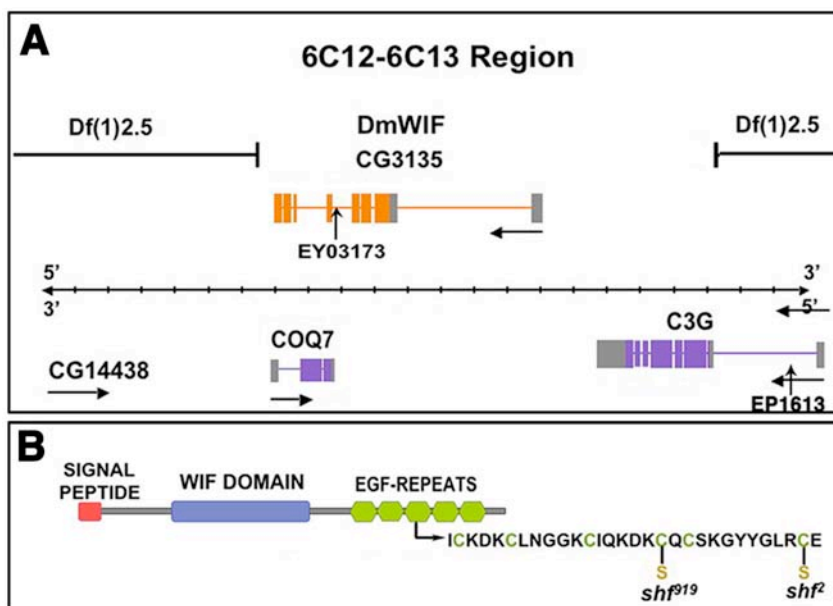 A
6C12-6C13 Region
Df(1)2.5
DmWIF
CG3135
Df(1)2.5
EY03173
5’
3’
3’
5’
CG14438
COQ7
C3G
EP1613
B
SIGNAL
PEPTIDE
WIF DOMAIN
EGF-REPEATS
ICKDKCLNGGKCIQKDKCQCSKGYYGLRCE
S
S
shf919
shf2